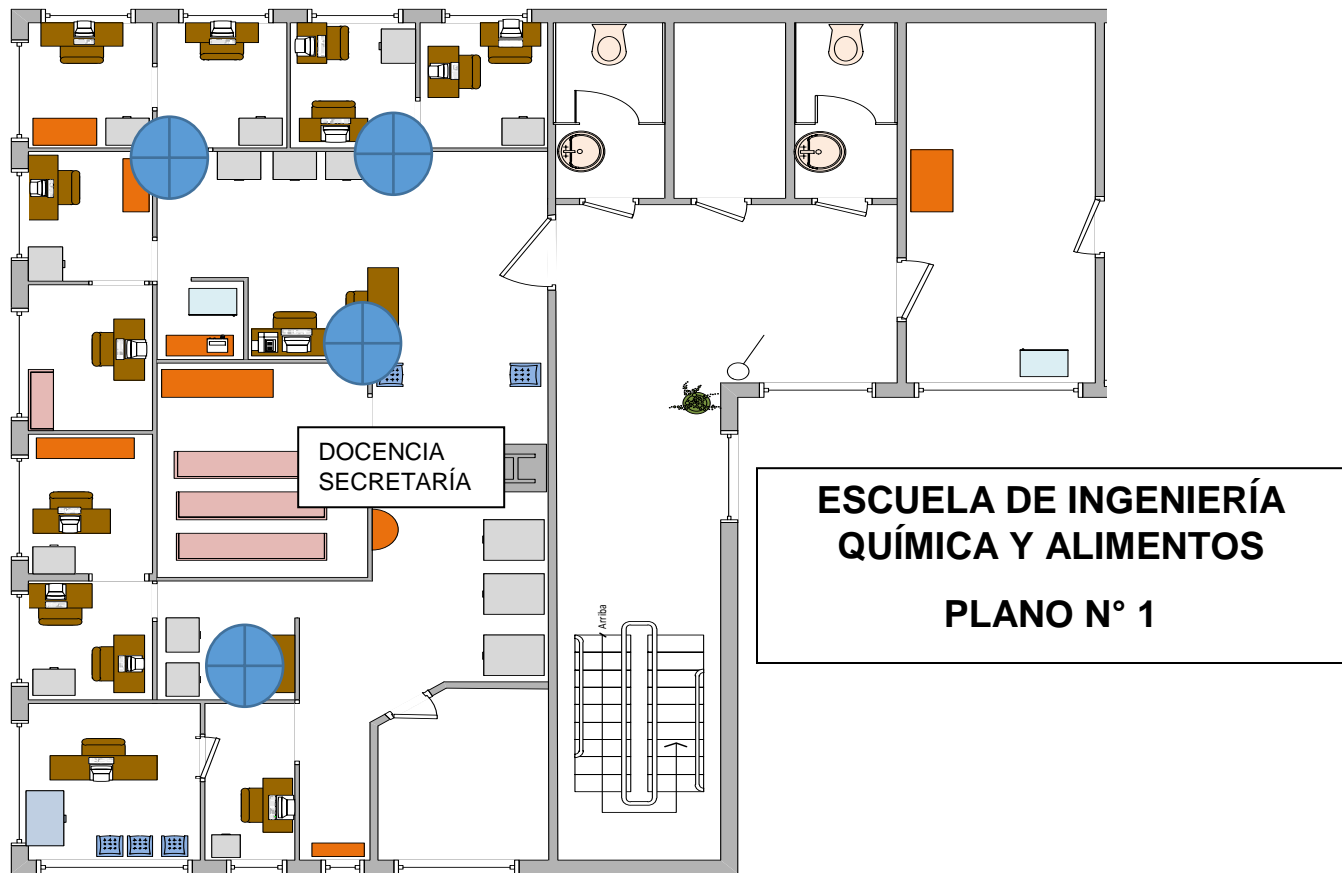 DOCENCIA
SECRETARÍA
ESCUELA DE INGENIERÍA
QUÍMICA Y ALIMENTOS
PLANO N° 1
Arriba